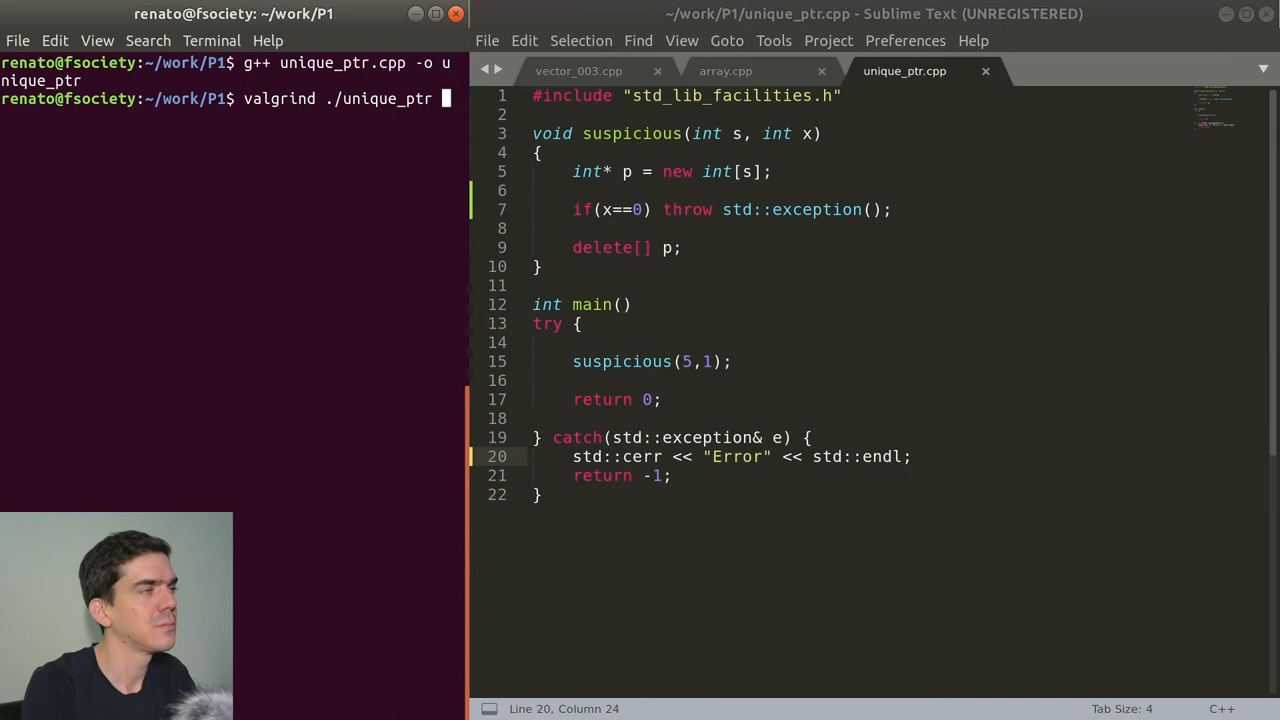 renato@fsociety: ~/work/P1
File Edit View Search Terminal Help
renato@fsociety:~/work/P1$ g++ unique_ptr.cpp -o u
nique_ptr
renato@fsociety:~/work/P1$ valgrind ./unique_ptr
~/work/P1/unique_ptr.cpp - Sublime Text (UNREGISTERED)
File Edit Selection Find View Goto Tools Project Preferences Help
vector_003.cpp × array.cpp × unique_ptr.cpp ×
1 #include "std_lib_facilities.h"
2
3 void suspicious(int s, int x)
4 {
5 int* p = new int[s];
6
7 if(x==0) throw std::exception();
8
9 delete[] p;
10 }
11
12 int main()
13 try {
14
15 suspicious(5,1);
16
17 return 0;
18
19 } catch(std::exception& e) {
20 std::cerr << "Error" << std::endl;
21 return -1;
22 }
Line 20, Column 24
Tab Size: 4
C++